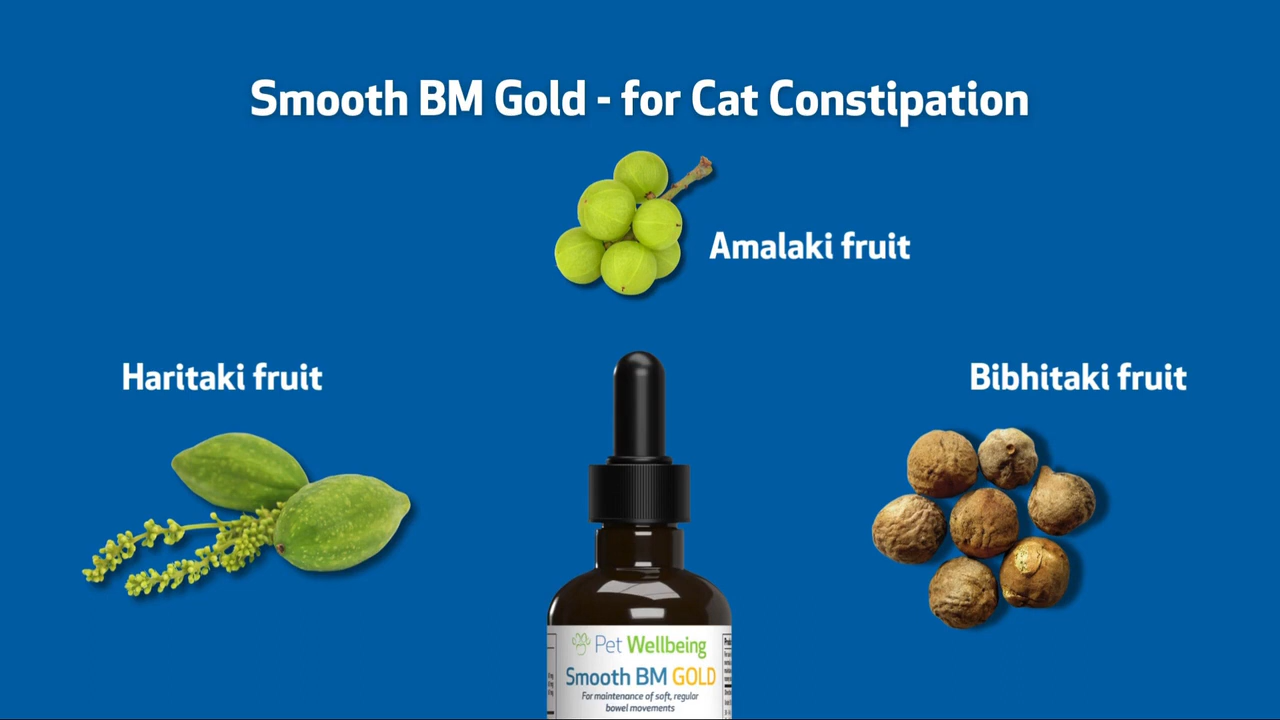 Smooth BM Gold - for Cat Constipation
Amalaki fruit
Haritaki fruit
Bibhitaki fruit
Pet Wellbeing
Smooth BM GOLD
For maintenance of soft, regular
bowel movements